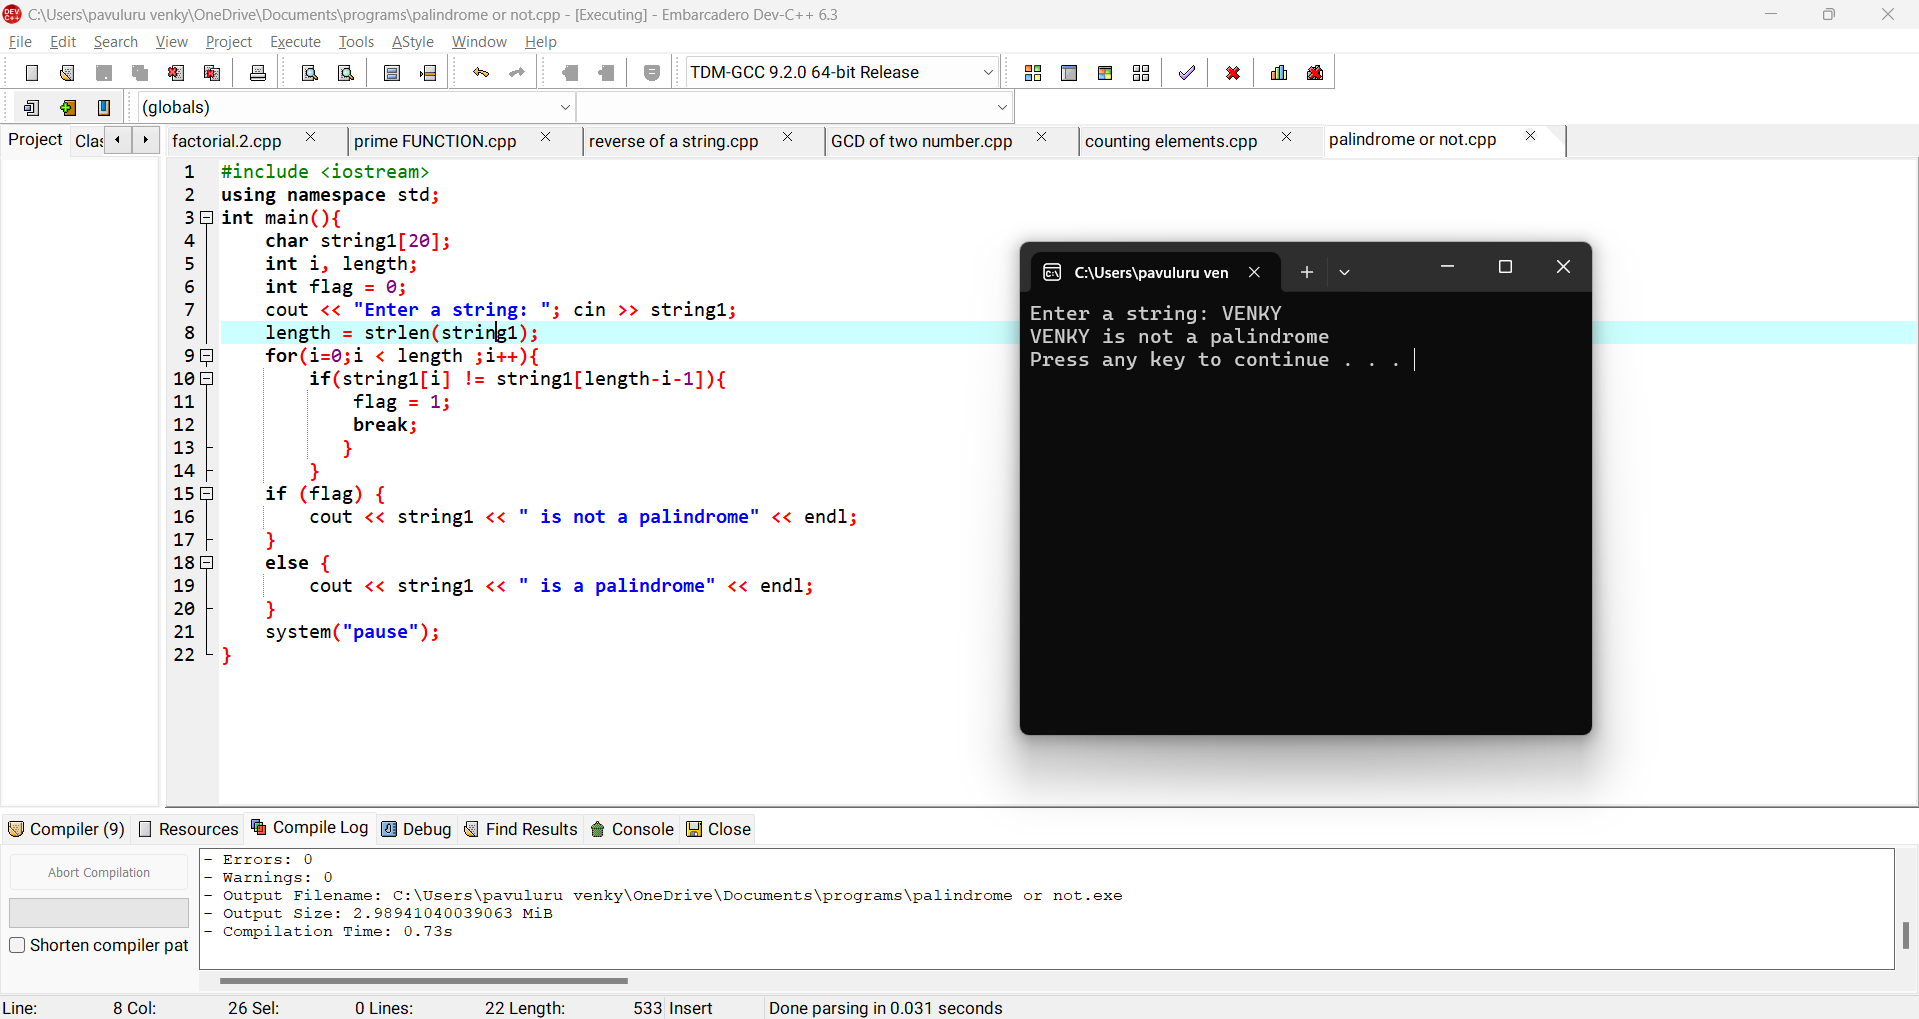 C:\Users\pavuluru venky\OneDrive\Documents\programs\palindrome or not.cpp - [Executing] - Embarcadero Dev-C++ 6.3
File Edit Search View Project Execute Tools AStyle Window Help
TDM-GCC 9.2.0 64-bit Release
(globals)
Project Clas factorial.2.cpp prime FUNCTION.cpp reverse of a string.cpp GCD of two number.cpp counting elements.cpp palindrome or not.cpp
1 #include <iostream>
2 using namespace std;
3 int main(){
4 char string1[20];
5 int i, length;
6 int flag = 0;
7 cout << "Enter a string: "; cin >> string1;
8 length = strlen(string1);
9 for(i=0;i < length ;i++){
10 if(string1[i] != string1[length-i-1]){
11 flag = 1;
12 break;
13 }
14 }
15 if (flag) {
16 cout << string1 << " is not a palindrome" << endl;
17 }
18 else {
19 cout << string1 << " is a palindrome" << endl;
20 }
21 system("pause");
22 }
C:\Users\pavuluru ven
Enter a string: VENKY
VENKY is not a palindrome
Press any key to continue . . .
Compiler (9) Resources Compile Log Debug Find Results Console Close
Abort Compilation
Shorten compiler pat
- Errors: 0
- Warnings: 0
- Output Filename: C:\Users\pavuluru venky\OneDrive\Documents\programs\palindrome or not.exe
- Output Size: 2.98941040039063 MiB
- Compilation Time: 0.73s
Line: 8 Col: 26 Sel: 0 Lines: 22 Length: 533 Insert Done parsing in 0.031 seconds